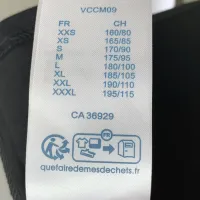 VCCM09
FR CH
XXS 160/80
XS 165/85
S 170/90
M 175/95
L 180/100
XL 185/105
XXL 190/110
XXXL 195/115
CA 36929
FR
quefairedemesdechets.fr